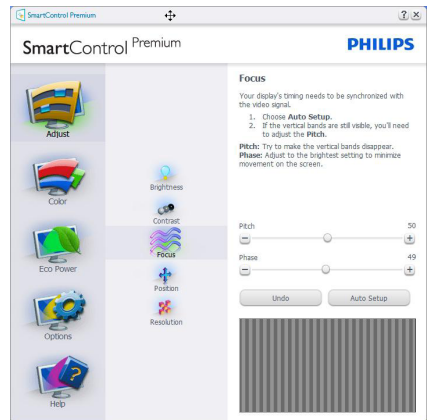 SmartControl Premium
SmartControl Premium
PHILIPS
Adjust
Color
Eco Power
Options
Help
Brightness
Contrast
Focus
Position
Resolution
Focus
Your display's timing needs to be synchronized with
the video signal.
1. Choose Auto Setup.
2. If the vertical bands are still visible, you'll need
to adjust the Pitch.
Pitch: Try to make the vertical bands disappear.
Phase: Adjust to the brightest setting to minimize
movement on the screen.
Pitch 50
Phase 49
Undo Auto Setup